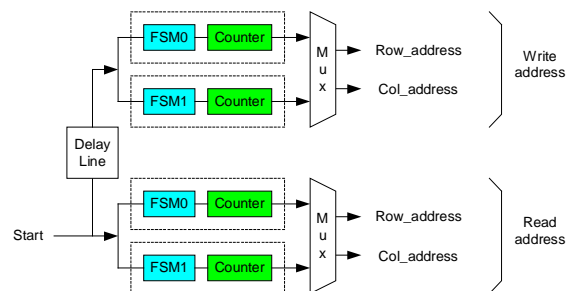 FSM0 Counter
M
u
x
Row_address
Col_address
Write
address
FSM1 Counter
Delay
Line
FSM0 Counter
M
u
x
Row_address
Col_address
Read
address
Start
FSM1 Counter